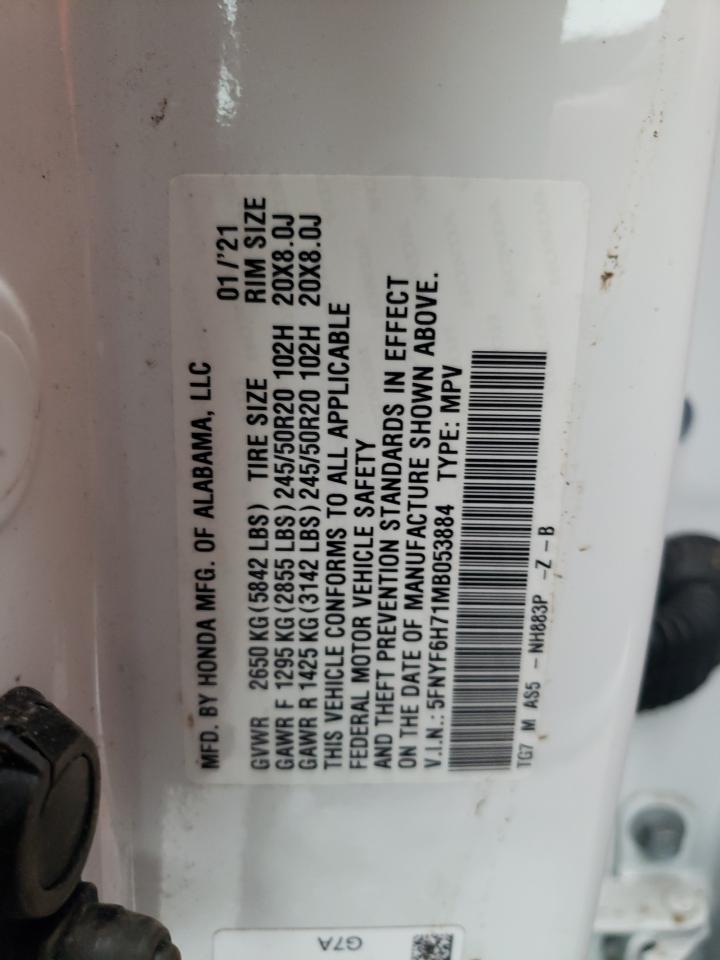 MFD. BY HONDA MFG. OF ALABAMA, LLC 01/'21
GVWR 2650 KG (5842 LBS) TIRE SIZE RIM SIZE
GAWR F 1295 KG (2855 LBS) 245/50R20 102H 20X8.0J
GAWR R 1425 KG (3142 LBS) 245/50R20 102H 20X8.0J
THIS VEHICLE CONFORMS TO ALL APPLICABLE
FEDERAL MOTOR VEHICLE SAFETY
AND THEFT PREVENTION STANDARDS IN EFFECT
ON THE DATE OF MANUFACTURE SHOWN ABOVE.
V.I.N.: 5FNYF6H71MB053884 TYPE: MPV
TG7 M AS5 - NH883P -Z -B
G7A